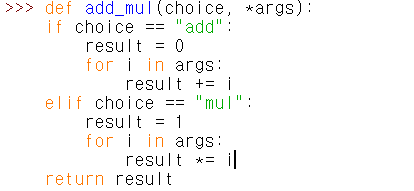 >>> def add_mul(choice, *args):
    if choice == "add":
        result = 0
        for i in args:
            result += i
    elif choice == "mul":
        result = 1
        for i in args:
            result *= i
    return result